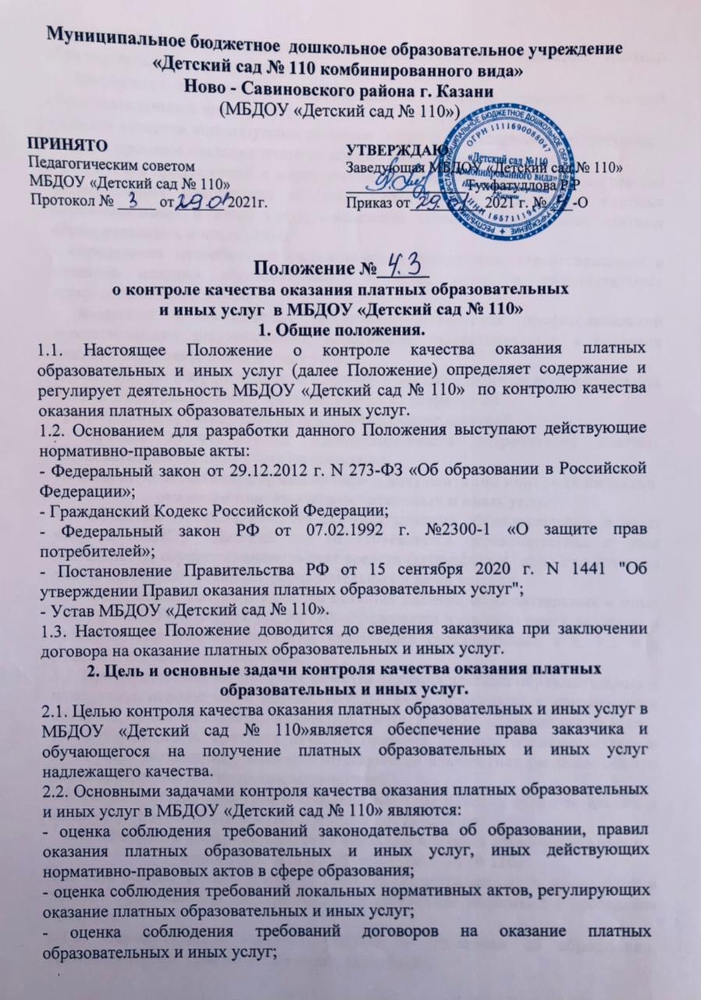 Муниципальное бюджетное дошкольное образовательное учреждение
«Детский сад № 110 комбинированного вида»
Ново - Савиновского района г. Казани
(МБДОУ «Детский сад № 110»)
ПРИНЯТО
Педагогическим советом
МБДОУ «Детский сад № 110»
Протокол № 3 от 29.01 2021г.
УТВЕРЖДАЮ
Заведующая МБДОУ «Детский сад № 110»
Тухфатуллова Р.Р
Приказ от 29 2021 г. № -О
ОГРН 1111690088047
«Детский сад №110
комбинированного вида»
Положение № 4.3
о контроле качества оказания платных образовательных
и иных услуг в МБДОУ «Детский сад № 110»
1. Общие положения.
1.1. Настоящее Положение о контроле качества оказания платных
образовательных и иных услуг (далее Положение) определяет содержание и
регулирует деятельность МБДОУ «Детский сад № 110» по контролю качества
оказания платных образовательных и иных услуг.
1.2. Основанием для разработки данного Положения выступают действующие
нормативно-правовые акты:
- Федеральный закон от 29.12.2012 г. N 273-ФЗ «Об образовании в Российской
Федерации»;
- Гражданский Кодекс Российской Федерации;
- Федеральный закон РФ от 07.02.1992 г. №2300-1 «О защите прав
потребителей»;
- Постановление Правительства РФ от 15 сентября 2020 г. N 1441 "Об
утверждении Правил оказания платных образовательных услуг";
- Устав МБДОУ «Детский сад № 110».
1.3. Настоящее Положение доводится до сведения заказчика при заключении
договора на оказание платных образовательных и иных услуг.
2. Цель и основные задачи контроля качества оказания платных
образовательных и иных услуг.
2.1. Целью контроля качества оказания платных образовательных и иных услуг в
МБДОУ «Детский сад № 110»является обеспечение права заказчика и
обучающегося на получение платных образовательных и иных услуг
надлежащего качества.
2.2. Основными задачами контроля качества оказания платных образовательных
и иных услуг в МБДОУ «Детский сад № 110» являются:
- оценка соблюдения требований законодательства об образовании, правил
оказания платных образовательных и иных услуг, иных действующих
нормативно-правовых актов в сфере образования;
- оценка соблюдения требований локальных нормативных актов, регулирующих
оказание платных образовательных и иных услуг;
- оценка соблюдения требований договоров на оказание платных
образовательных и иных услуг;